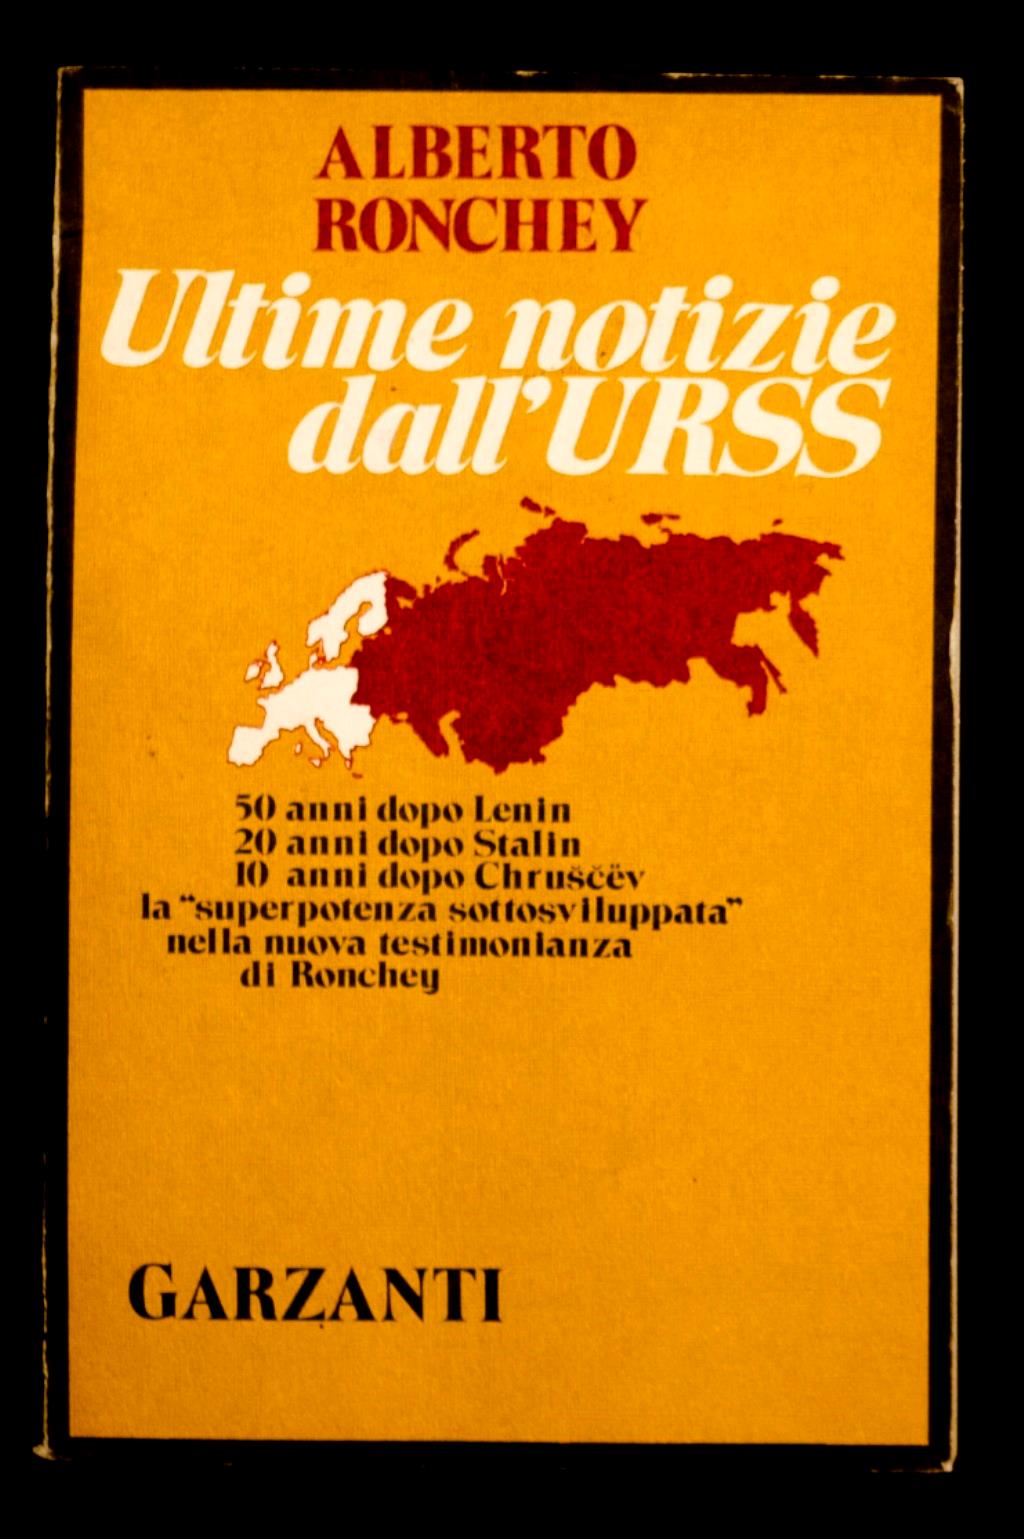 ALBERTO
RONCHEY
Ultime notizie
dall'URSS
50 anni dopo Lenin
20 anni dopo Stalin
10 anni dopo Chruščëv
la “superpotenza sottosviluppata”
nella nuova testimonianza
di Ronchey
GARZANTI